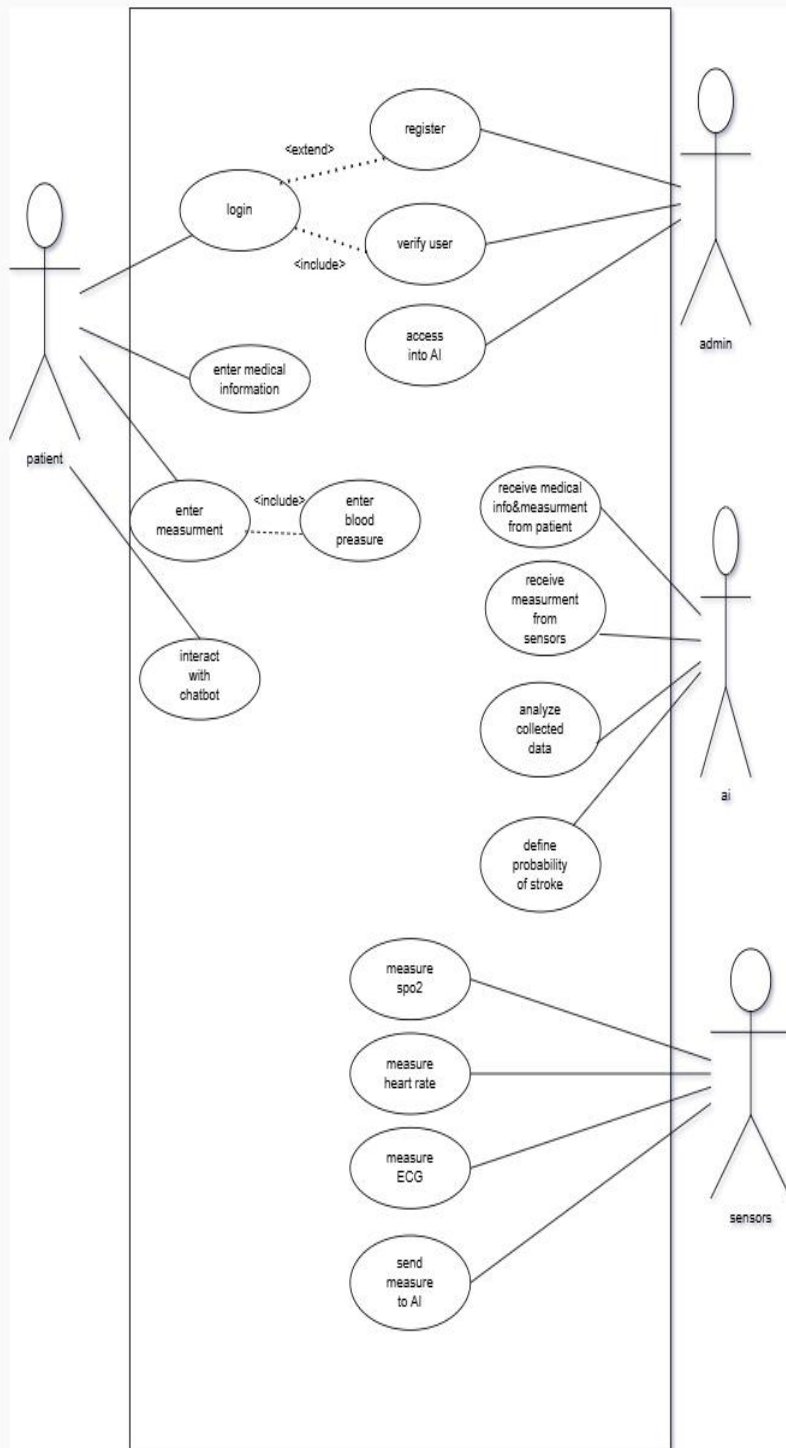 register
<extend>
login
verify user
<include>
access
into AI
admin
enter medical
information
patient
enter
measurment
<include>
enter
blood
preasure
receive medical
info&measurment
from patient
receive
measurment
from
sensors
interact
with
chatbot
analyze
collected
data
ai
define
probability
of stroke
measure
spo2
measure
heart rate
measure
ECG
sensors
send
measure
to AI